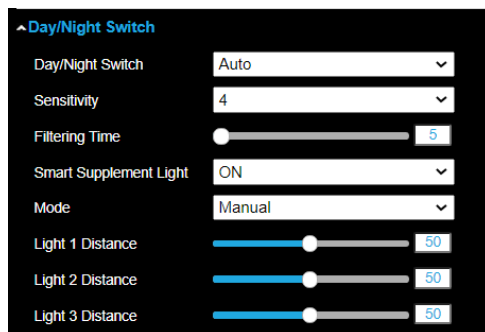 Day/Night Switch
Day/Night Switch Auto
Sensitivity 4
Filtering Time 5
Smart Supplement Light ON
Mode Manual
Light 1 Distance 50
Light 2 Distance 50
Light 3 Distance 50